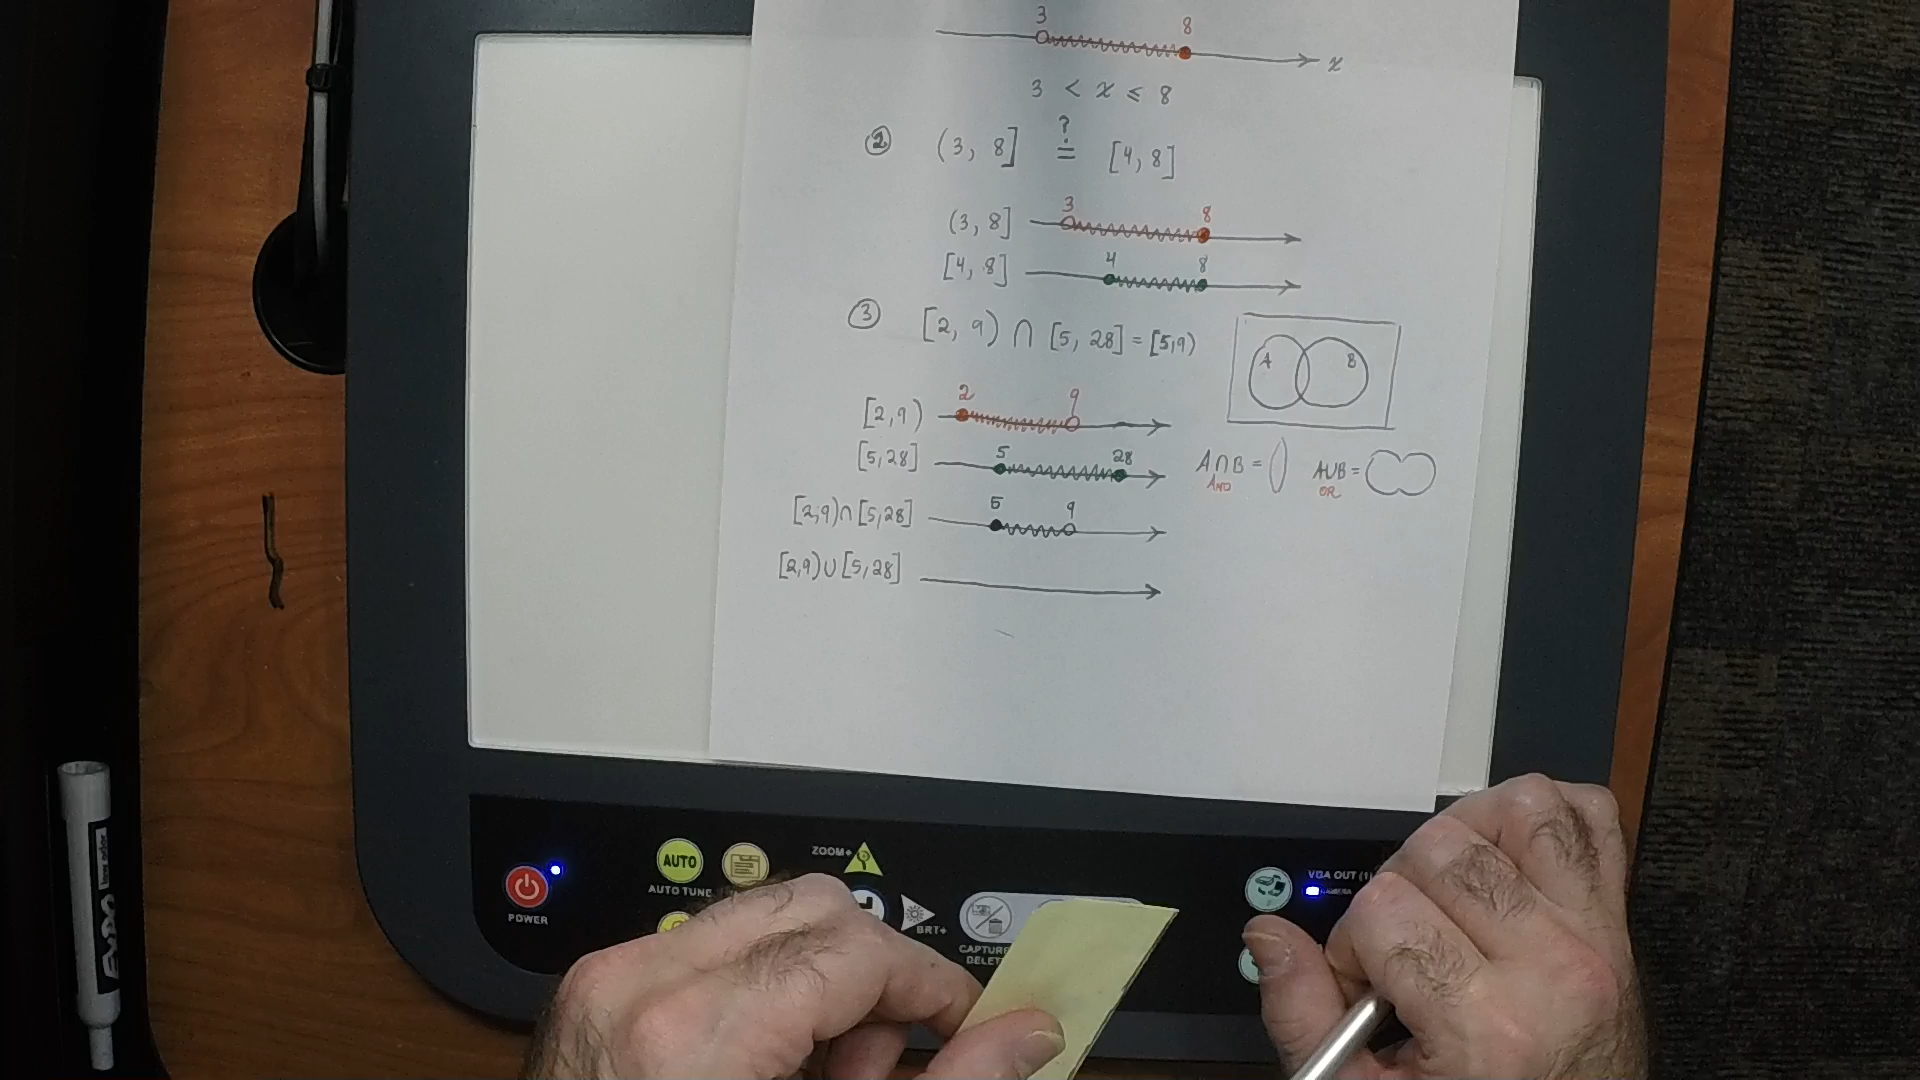 3 8
x
3 < x ≤ 8
② (3, 8] ≟ [4, 8]
(3, 8] 3 8
[4, 8] 4 8
③ [2, 9) ∩ [5, 28] = [5,9)
A B
[2,9) 2 9
[5,28] 5 28
A∩B = A∪B =
AND OR
[2,9)∩[5,28] 5 9
[2,9)∪[5,28]
POWER
AUTO
AUTO TUNE
ZOOM+
BRT+
CAPTURE
VGA OUT (1)
EXPO